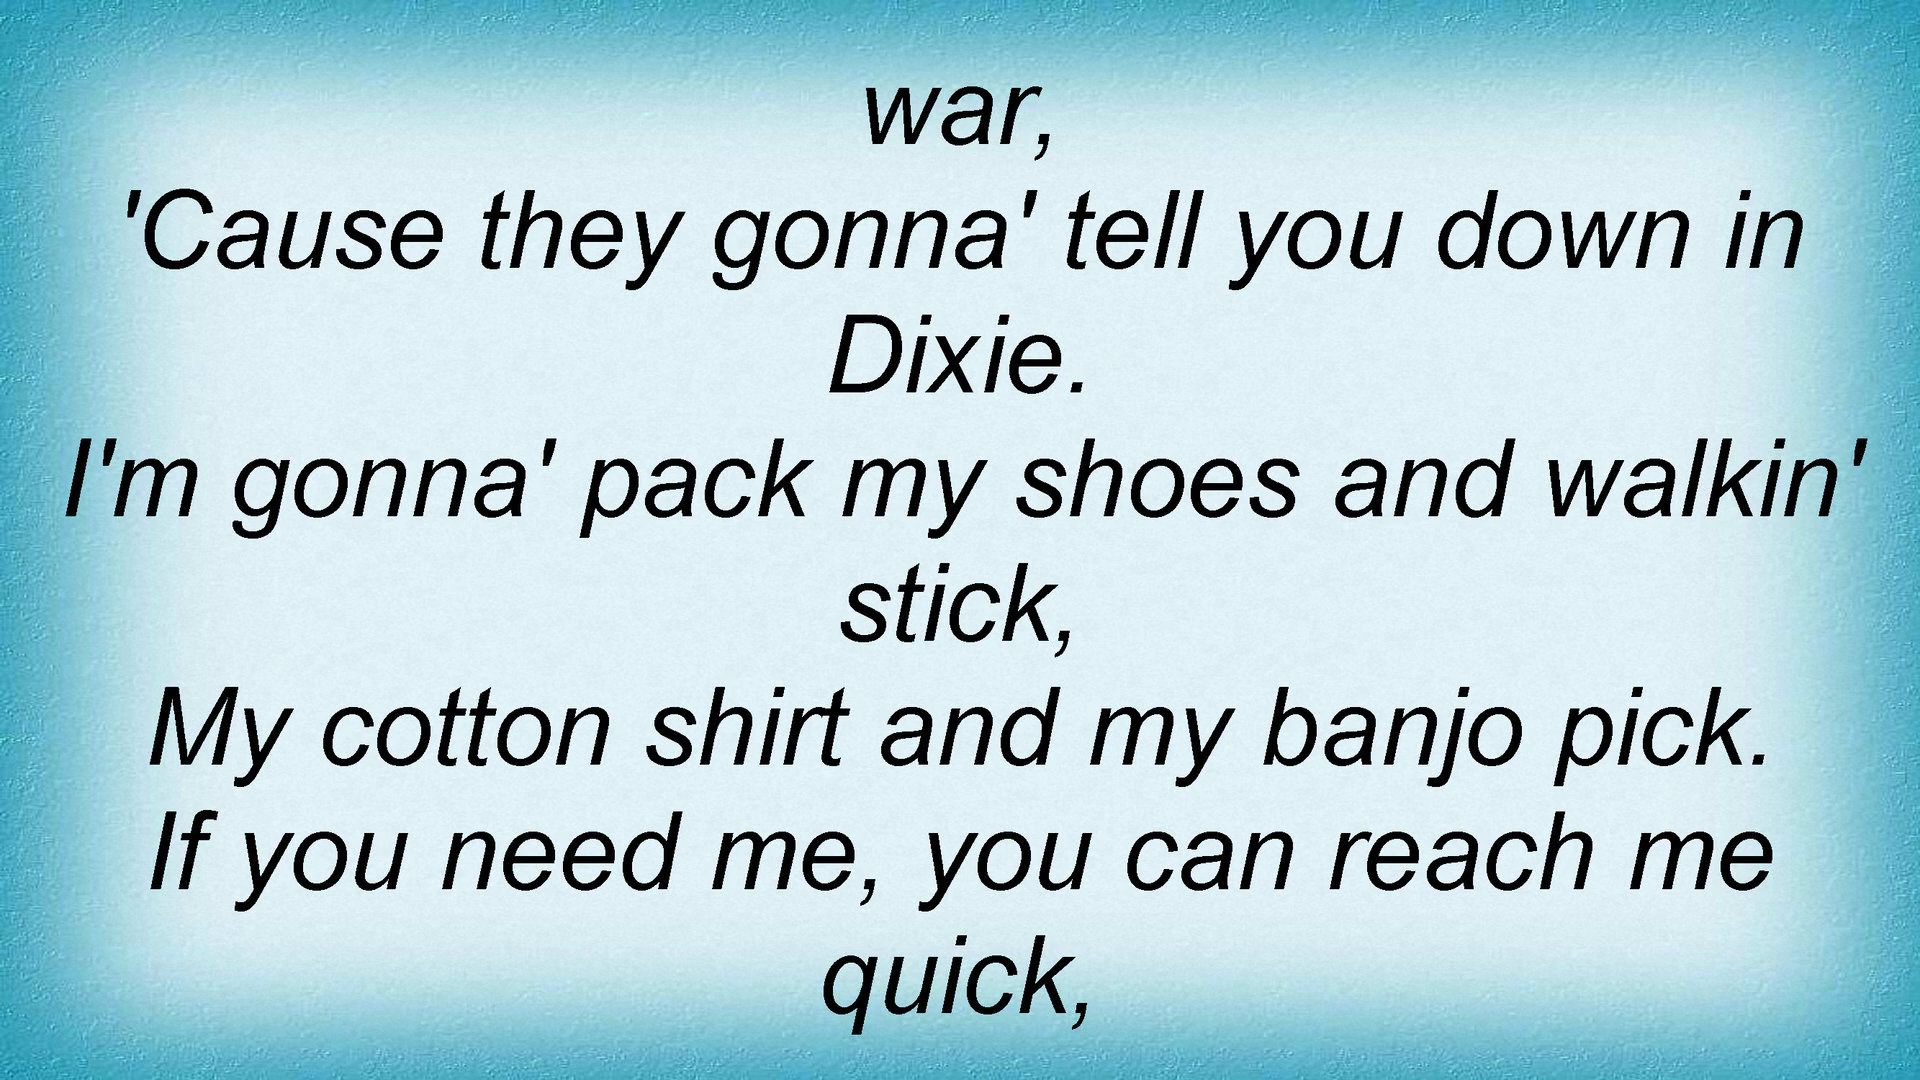 war,
'Cause they gonna' tell you down in
Dixie.
I'm gonna' pack my shoes and walkin'
stick,
My cotton shirt and my banjo pick.
If you need me, you can reach me
quick,